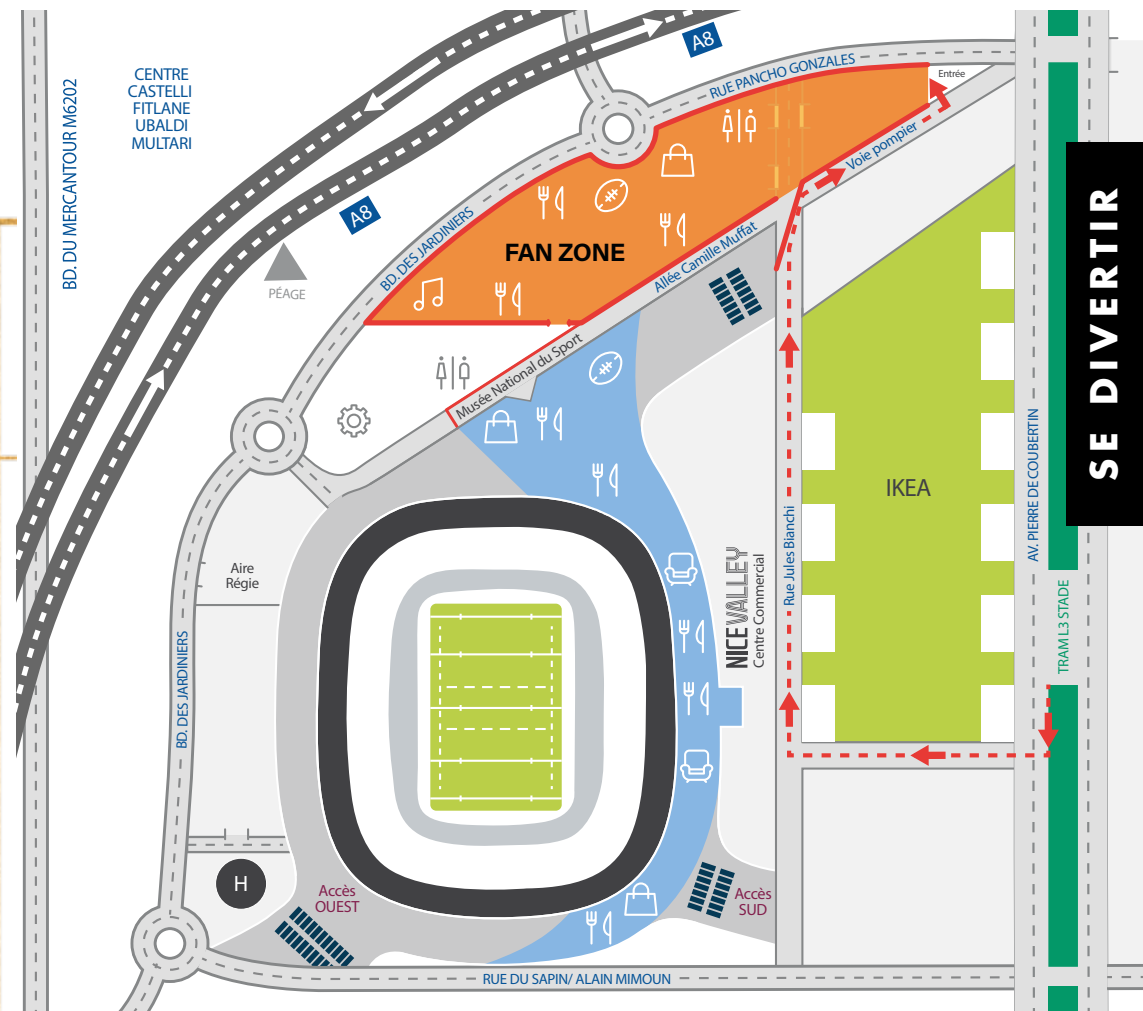 A8
RUE PANCHO GONZALES
Entrée
CENTRE
CASTELLI
FITLANE
UBALDI
MULTARI
BD. DU MERCANTOUR M6202
Voie pompier
A8
BD. DES JARDINIERS
FAN ZONE
Allée Camille Muffat
SE DIVERTIR
PÉAGE
Musée National du Sport
IKEA
AV. PIERRE DE COUBERTIN
Rue Jules Bianchi
NICE VALLEY
Centre Commercial
Aire
Régie
TRAM L3 STADE
BD. DES JARDINIERS
H
Accès
OUEST
Accès
SUD
RUE DU SAPIN/ ALAIN MIMOUN